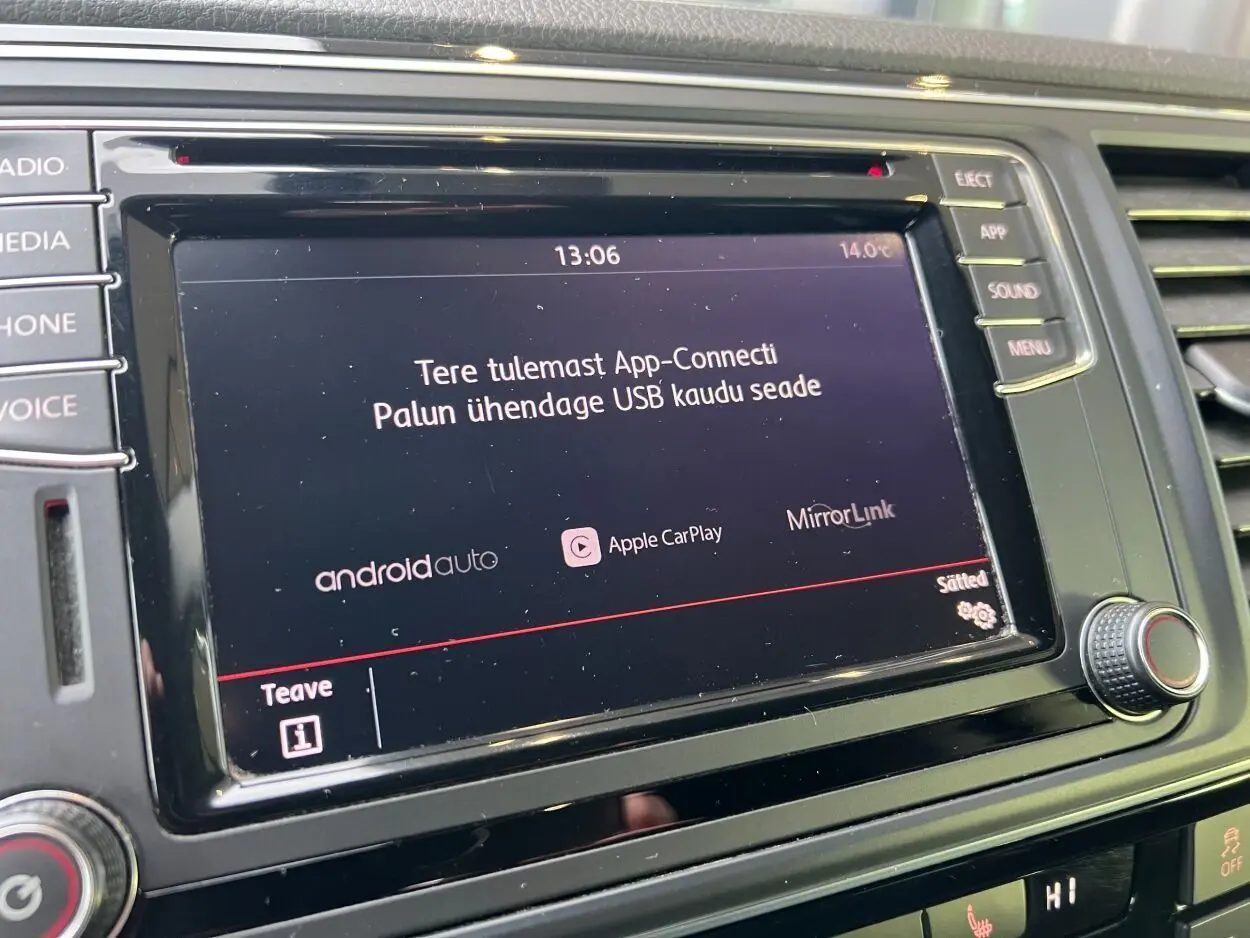 ADIO
EJECT
MEDIA
APP
HONE
SOUND
VOICE
MENU
13:06
14.0°C
Tere tulemast App-Connecti
Palun ühendage USB kaudu seade
androidauto
Apple CarPlay
MirrorLink
Teave
Sätted
HI
OFF